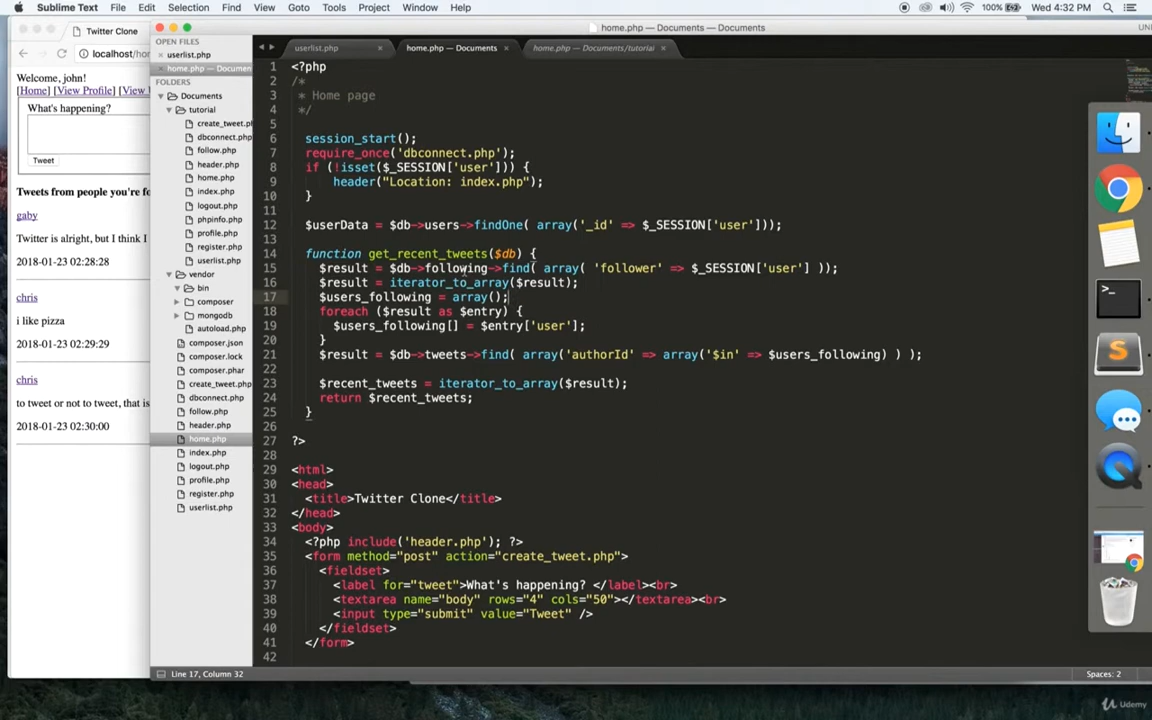 Sublime Text File Edit Selection Find View Goto Tools Project Window Help
100% Wed 4:32 PM
Twitter Clone
localhost/hor
Welcome, john!
[Home] [View Profile] [View
What's happening?
Tweet
Tweets from people you're fo
gaby
Twitter is alright, but I think I
2018-01-23 02:28:28
chris
i like pizza
2018-01-23 02:29:29
chris
to tweet or not to tweet, that is
2018-01-23 02:30:00
home.php — Documents — Documents
UN
OPEN FILES
userlist.php
home.php — Documen
FOLDERS
Documents
tutorial
create_tweet.pl
dbconnect.php
follow.php
header.php
home.php
index.php
logout.php
phpinfo.php
profile.php
register.php
userlist.php
vendor
bin
composer
mongodb
autoload.php
composer.json
composer.lock
composer.phar
create_tweet.php
dbconnect.php
follow.php
header.php
home.php
index.php
logout.php
profile.php
register.php
userlist.php
userlist.php × home.php — Documents × home.php — Documents/tutorial ×
1 <?php
2 /*
3 * Home page
4 */
5
6 session_start();
7 require_once('dbconnect.php');
8 if (!isset($_SESSION['user'])) {
9 header("Location: index.php");
10 }
11
12 $userData = $db->users->findOne( array('_id' => $_SESSION['user']));
13
14 function get_recent_tweets($db) {
15 $result = $db->following->find( array( 'follower' => $_SESSION['user'] ));
16 $result = iterator_to_array($result);
17 $users_following = array();
18 foreach ($result as $entry) {
19 $users_following[] = $entry['user'];
20 }
21 $result = $db->tweets->find( array('authorId' => array('$in' => $users_following) ) );
22
23 $recent_tweets = iterator_to_array($result);
24 return $recent_tweets;
25 }
26
27 ?>
28
29 <html>
30 <head>
31 <title>Twitter Clone</title>
32 </head>
33 <body>
34 <?php include('header.php'); ?>
35 <form method="post" action="create_tweet.php">
36 <fieldset>
37 <label for="tweet">What's happening? </label><br>
38 <textarea name="body" rows="4" cols="50"></textarea><br>
39 <input type="submit" value="Tweet" />
40 </fieldset>
41 </form>
42
Line 17, Column 32
Spaces: 2
Udemy